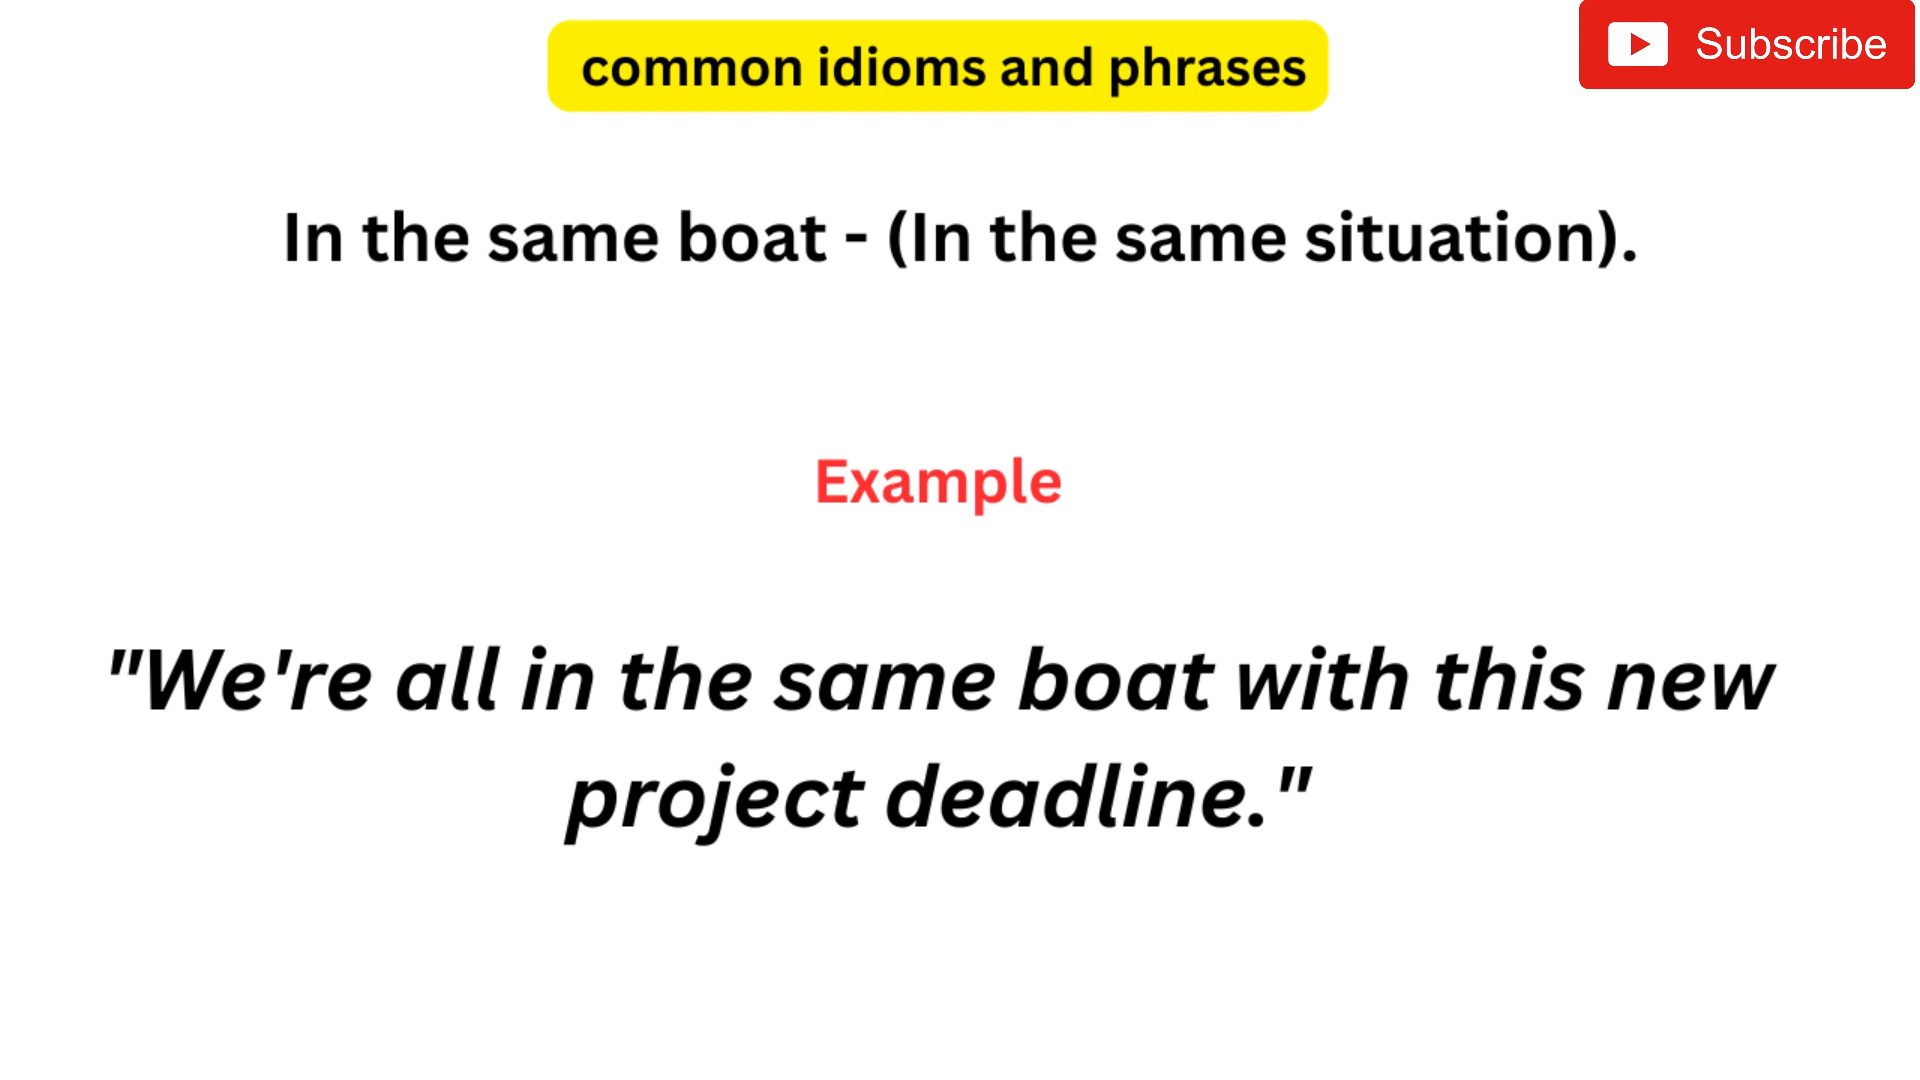 common idioms and phrases
Subscribe
In the same boat - (In the same situation).
Example
"We're all in the same boat with this new
project deadline."